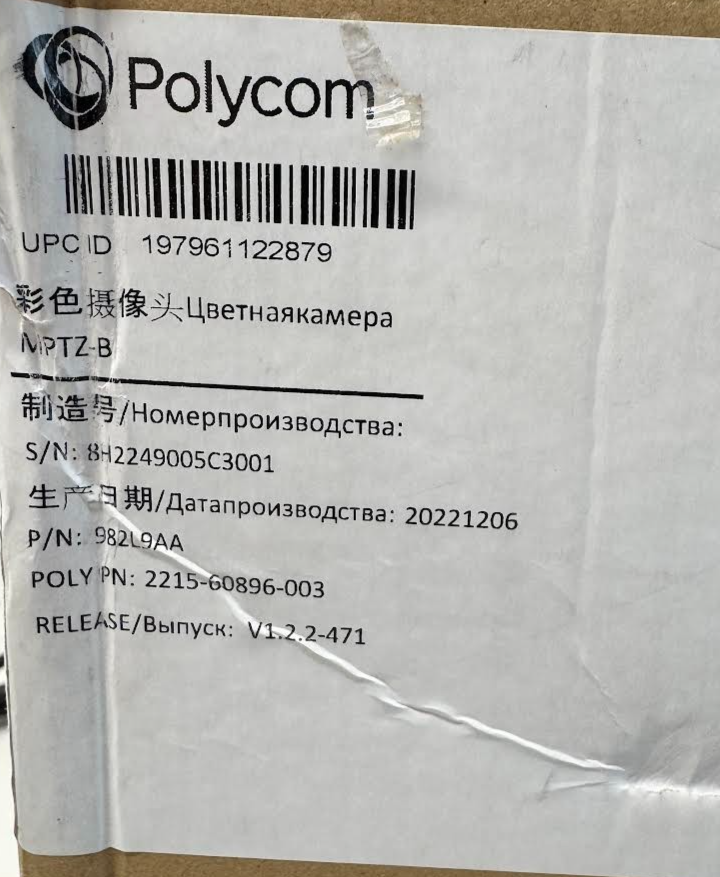 Polycom
UPC ID 197961122879
彩色摄像头Цветнаякамера
MPTZ-B
制造号/Номерпроизводства:
S/N: 8H2249005C3001
生产日期/Датапроизводства: 20221206
P/N: 982L9AA
POLY PN: 2215-60896-003
RELEASE/Выпуск: V1.2.2-471